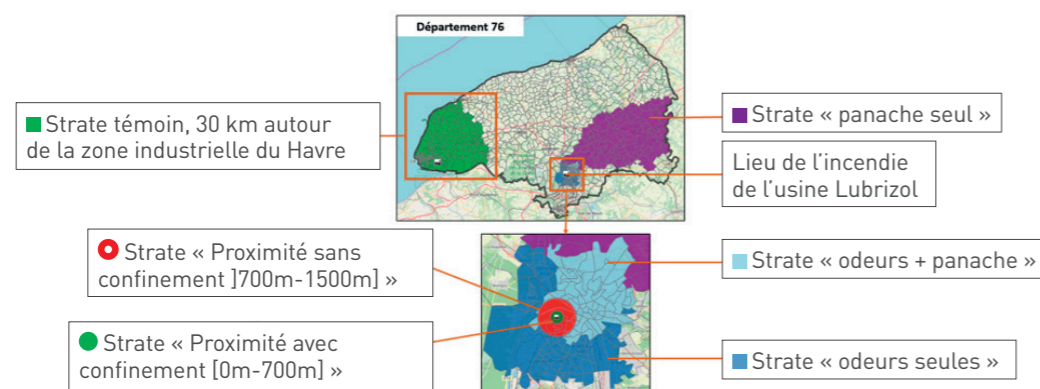 Département 76
■ Strate témoin, 30 km autour
de la zone industrielle du Havre
■ Strate « panache seul »
Lieu de l’incendie
de l’usine Lubrizol
Strate « Proximité sans
confinement ]700m-1500m] »
■ Strate « odeurs + panache »
Strate « Proximité avec
confinement [0m-700m] »
■ Strate « odeurs seules »